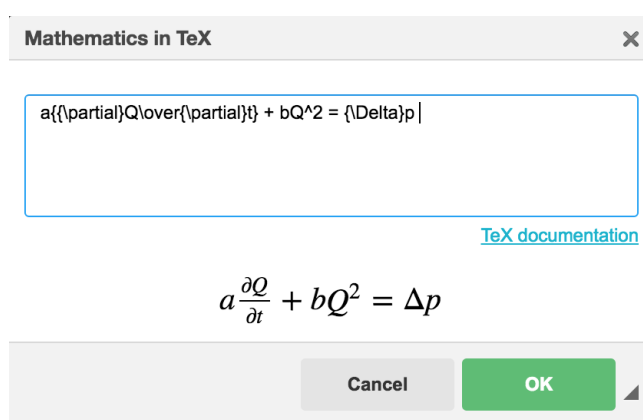 Mathematics in TeX
a{{\partial}Q\over{\partial}t} + bQ^2 = {\Delta}p
TeX documentation
a ∂Q/∂t + bQ² = Δp
Cancel OK